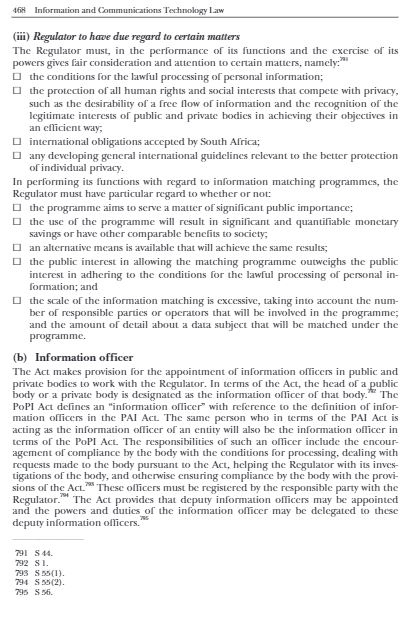 468 Information and Communications Technology Law
(iii) Regulator to have due regard to certain matters
The Regulator must, in the performance of its functions and the exercise of its
powers gives fair consideration and attention to certain matters, namely:791
☐ the conditions for the lawful processing of personal information;
☐ the protection of all human rights and social interests that compete with privacy,
such as the desirability of a free flow of information and the recognition of the
legitimate interests of public and private bodies in achieving their objectives in
an efficient way;
☐ international obligations accepted by South Africa;
☐ any developing general international guidelines relevant to the better protection
of individual privacy.
In performing its functions with regard to information matching programmes, the
Regulator must have particular regard to whether or not:
☐ the programme aims to serve a matter of significant public importance;
☐ the use of the programme will result in significant and quantifiable monetary
savings or have other comparable benefits to society;
☐ an alternative means is available that will achieve the same results;
☐ the public interest in allowing the matching programme outweighs the public
interest in adhering to the conditions for the lawful processing of personal in-
formation; and
☐ the scale of the information matching is excessive, taking into account the num-
ber of responsible parties or operators that will be involved in the programme;
and the amount of detail about a data subject that will be matched under the
programme.
(b) Information officer
The Act makes provision for the appointment of information officers in public and
private bodies to work with the Regulator. In terms of the Act, the head of a public
body or a private body is designated as the information officer of that body.792 The
PoPI Act defines an “information officer” with reference to the definition of infor-
mation officers in the PAI Act. The same person who in terms of the PAI Act is
acting as the information officer of an entity will also be the information officer in
terms of the PoPI Act. The responsibilities of such an officer include the encour-
agement of compliance by the body with the conditions for processing, dealing with
requests made to the body pursuant to the Act, helping the Regulator with its inves-
tigations of the body, and otherwise ensuring compliance by the body with the provi-
sions of the Act.793 These officers must be registered by the responsible party with the
Regulator.794 The Act provides that deputy information officers may be appointed
and the powers and duties of the information officer may be delegated to these
deputy information officers.795
791 S 44.
792 S 1.
793 S 55(1).
794 S 55(2).
795 S 56.